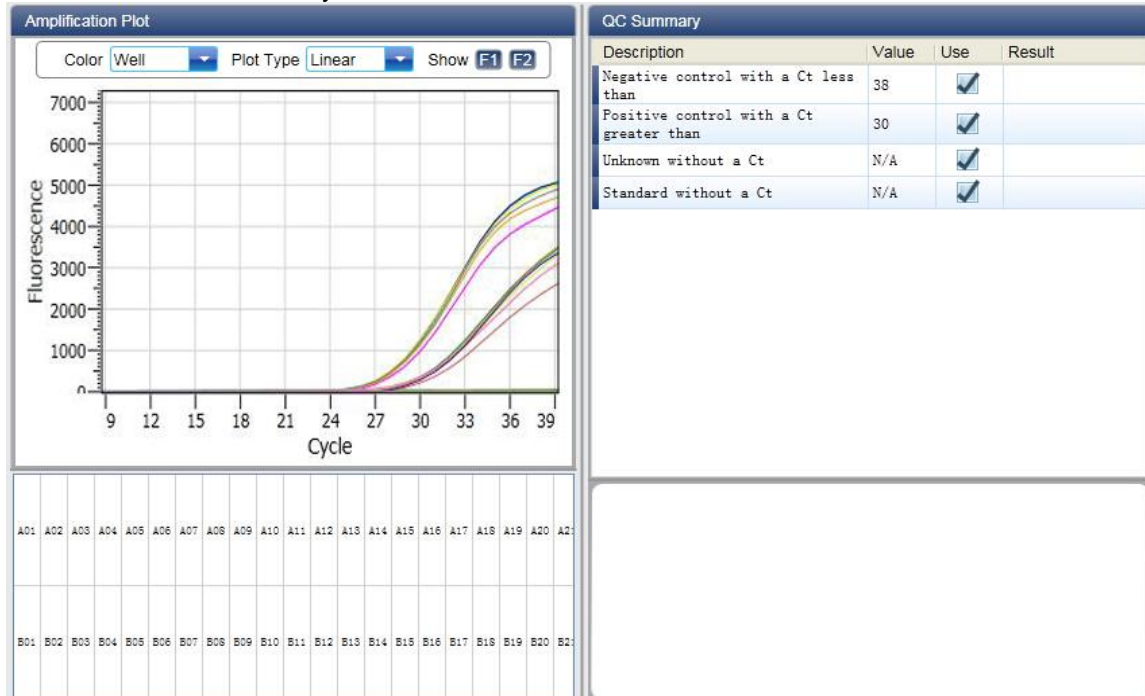 Amplification Plot
Color Well Plot Type Linear Show F1 F2
7000
6000
5000
4000
3000
2000
1000
0
Fluorescence
9 12 15 18 21 24 27 30 33 36 39
Cycle
A01 A02 A03 A04 A05 A06 A07 A08 A09 A10 A11 A12 A13 A14 A15 A16 A17 A18 A19 A20
B01 B02 B03 B04 B05 B06 B07 B08 B09 B10 B11 B12 B13 B14 B15 B16 B17 B18 B19 B20
QC Summary
Description Value Use Result
Negative control with a Ct less
than 38
Positive control with a Ct
greater than 30
Unknown without a Ct N/A
Standard without a Ct N/A